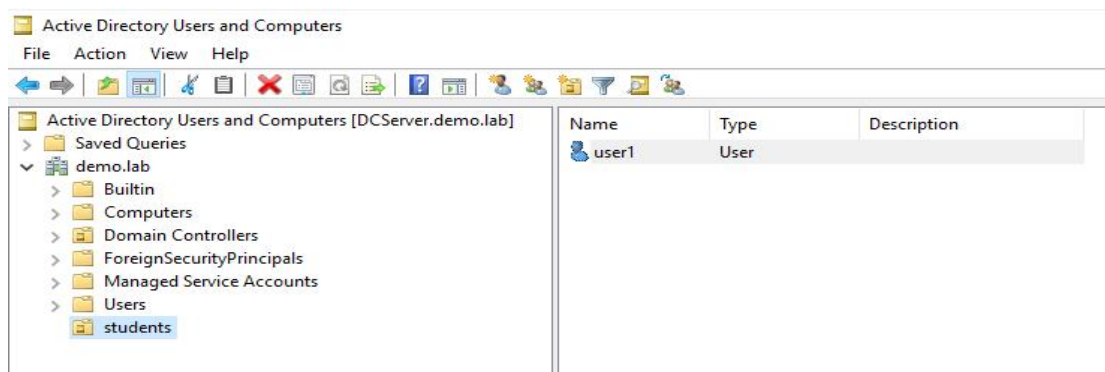 Active Directory Users and Computers
File Action View Help
Active Directory Users and Computers [DCServer.demo.lab]
Saved Queries
demo.lab
Builtin
Computers
Domain Controllers
ForeignSecurityPrincipals
Managed Service Accounts
Users
students
Name Type Description
user1 User